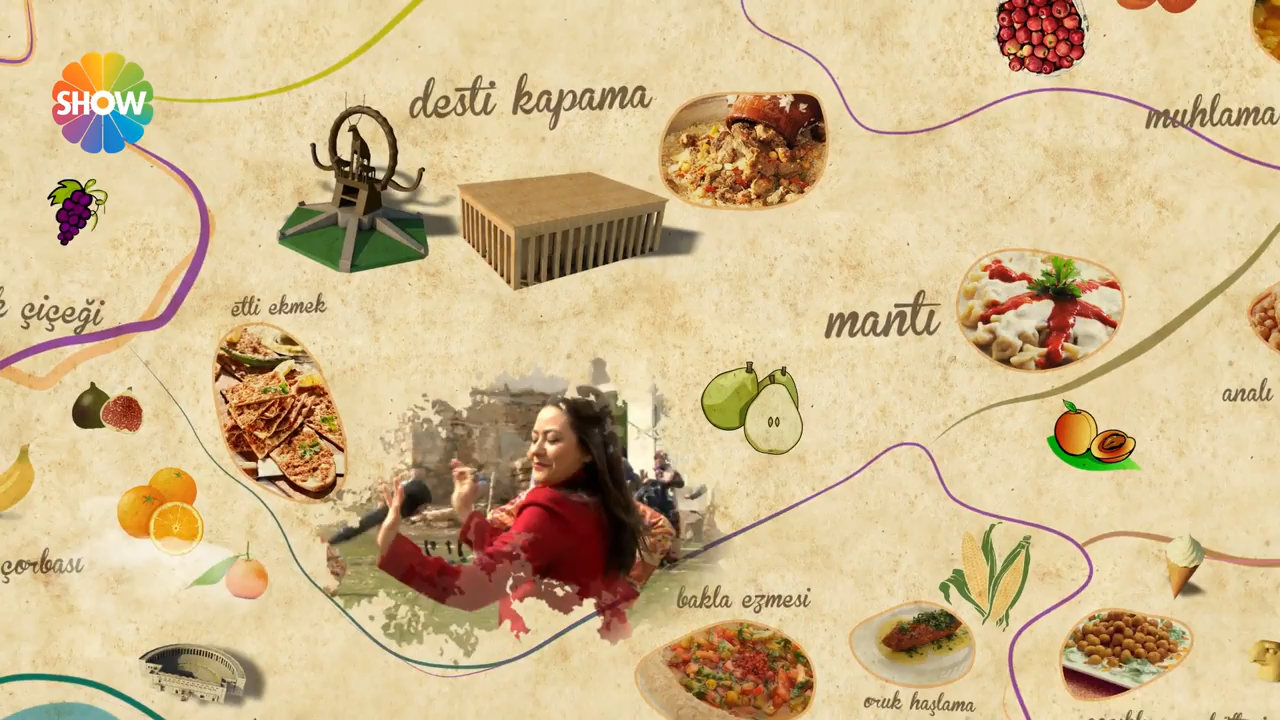 SHOW
desti kapama
muhlama
etli ekmek
k çiçeği
mantı
analı
çorbası
bakla ezmesi
oruk haşlama